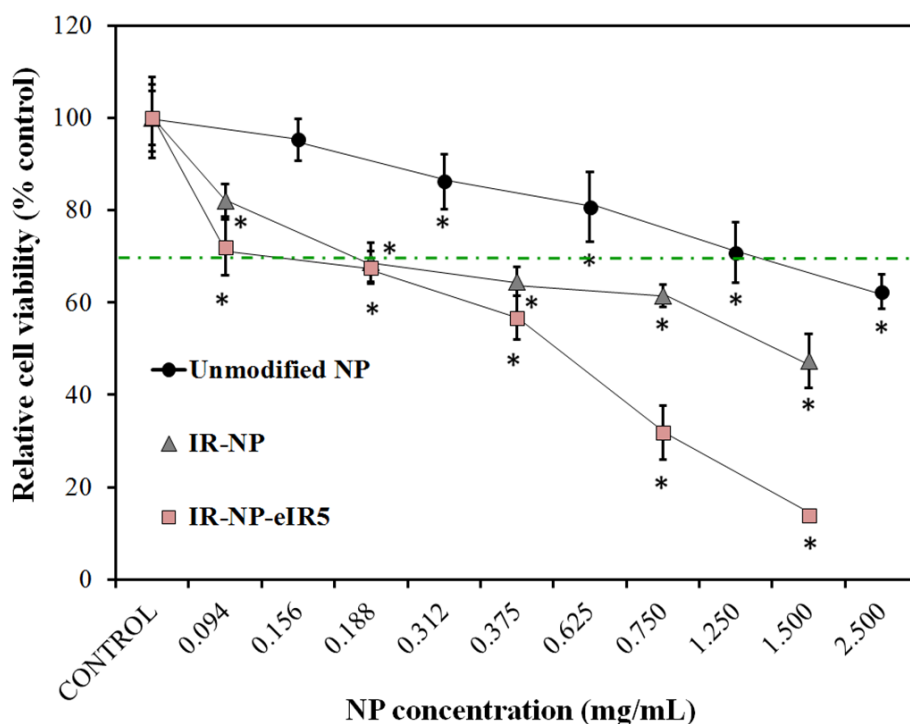 Relative cell viability (% control)
120
100
80
60
40
20
0
* * * * * * * * * * * * * * *
Unmodified NP
IR-NP
IR-NP-eIR5
CONTROL
0.094
0.156
0.188
0.312
0.375
0.625
0.750
1.250
1.500
2.500
NP concentration (mg/mL)